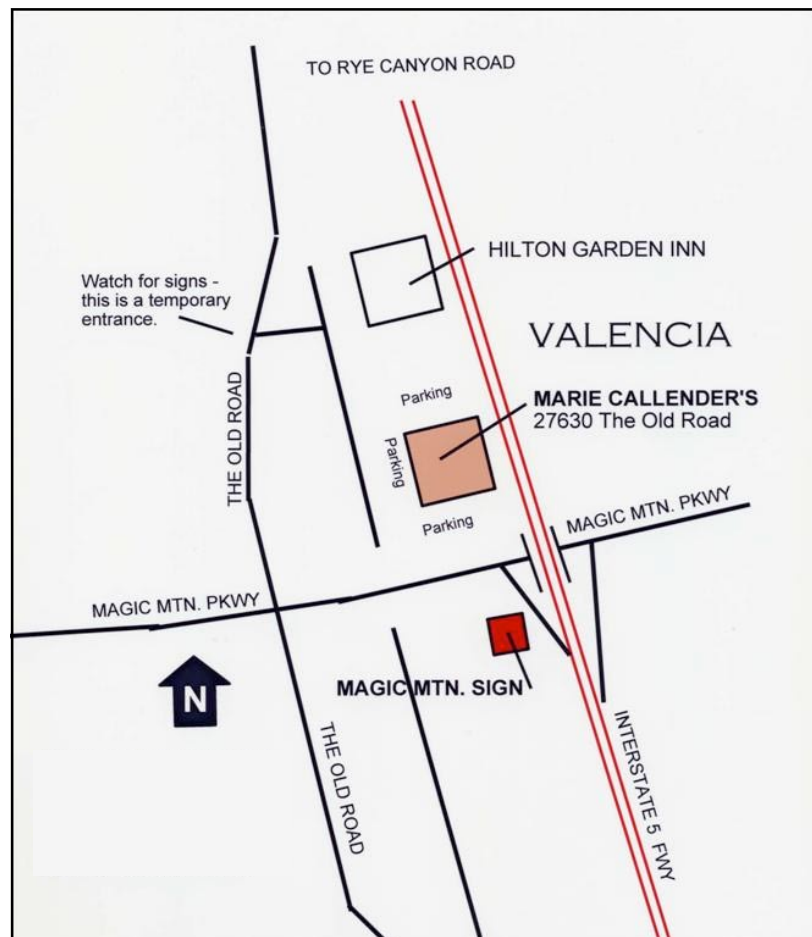 TO RYE CANYON ROAD
HILTON GARDEN INN
Watch for signs -
this is a temporary
entrance.
VALENCIA
THE OLD ROAD
Parking
MARIE CALLENDER'S
27630 The Old Road
Parking
Parking
MAGIC MTN. PKWY
MAGIC MTN. PKWY
N
MAGIC MTN. SIGN
THE OLD ROAD
INTERSTATE 5 FWY